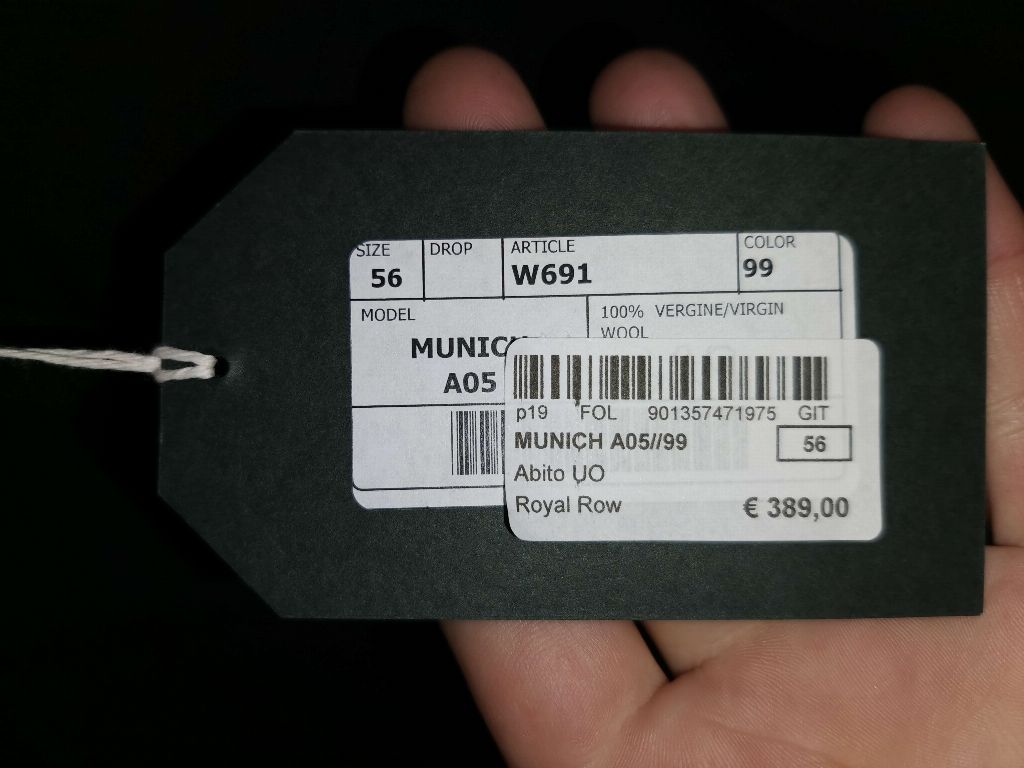 SIZE DROP ARTICLE COLOR
56 W691 99
MODEL 100% VERGINE/VIRGIN
WOOL
MUNICH
A05
p19 FOL 901357471975 GIT
MUNICH A05//99 56
Abito UO
Royal Row € 389,00